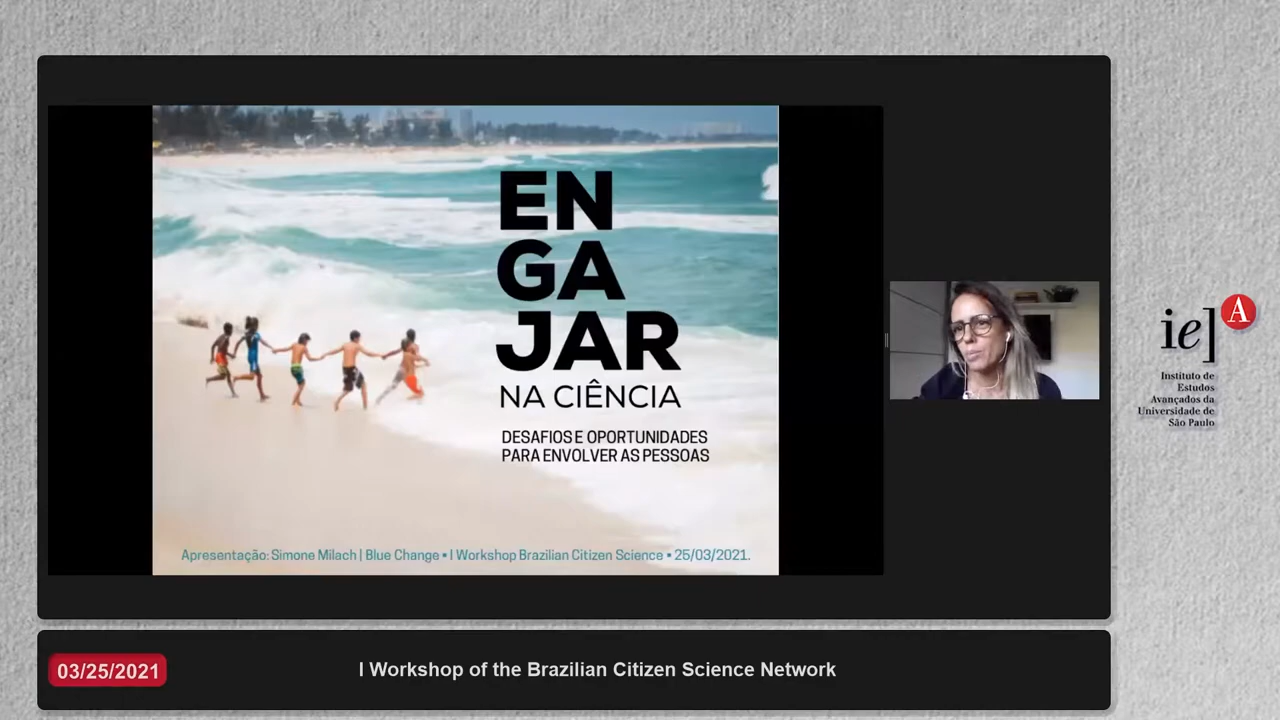 EN
GA
JAR
NA CIÊNCIA
DESAFIOS E OPORTUNIDADES
PARA ENVOLVER AS PESSOAS
Apresentação: Simone Milach | Blue Change • I Workshop Brazilian Citizen Science • 25/03/2021.
ie] A
Instituto de
Estudos
Avançados da
Universidade de
São Paulo
03/25/2021
I Workshop of the Brazilian Citizen Science Network